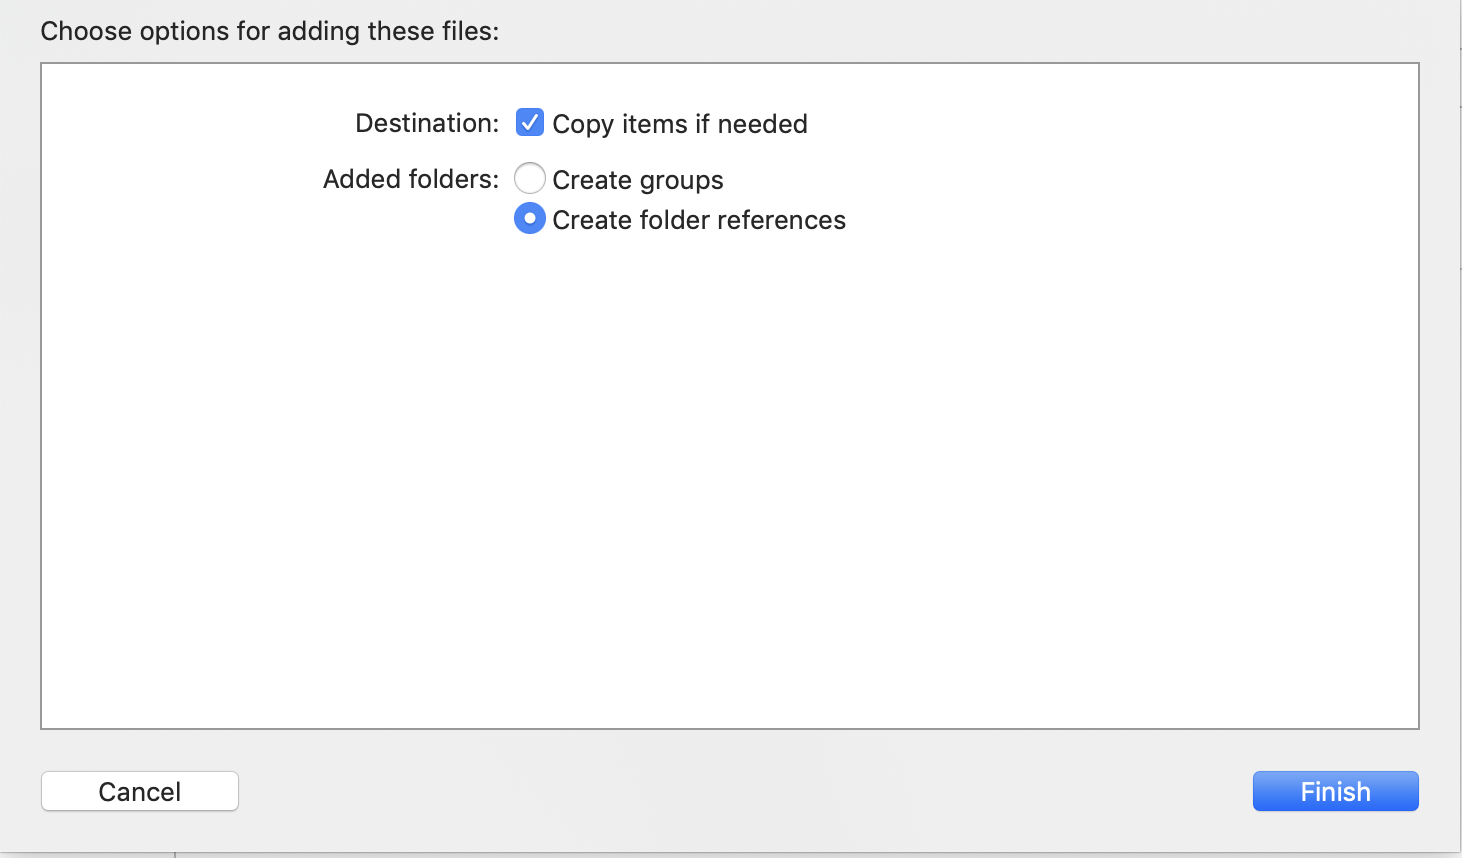 Choose options for adding these files:
Destination: Copy items if needed
Added folders: Create groups
Create folder references
Cancel Finish